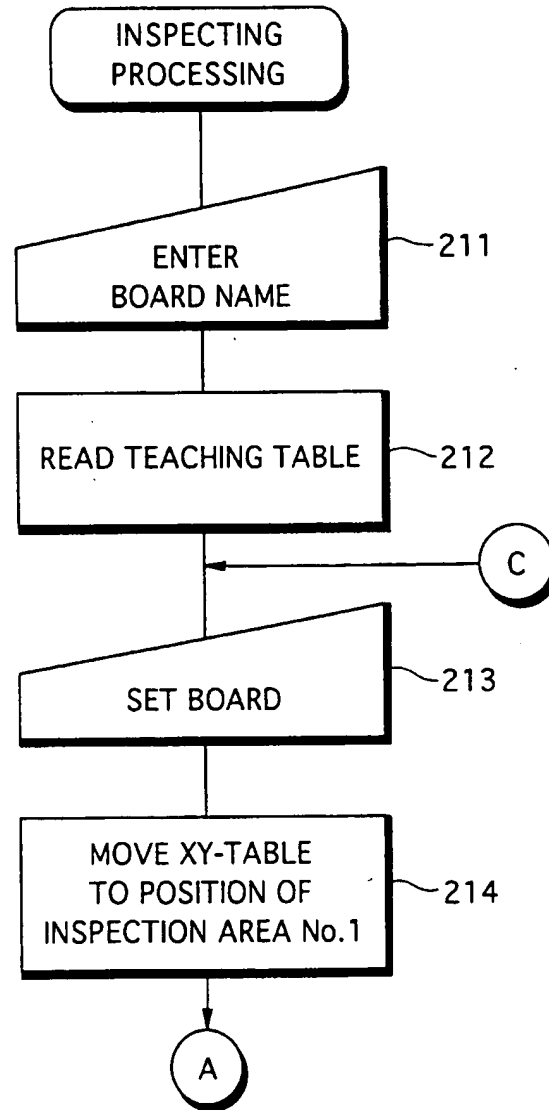 INSPECTING
PROCESSING
ENTER
BOARD NAME
211
READ TEACHING TABLE
212
C
SET BOARD
213
MOVE XY-TABLE
TO POSITION OF
INSPECTION AREA No.1
214
A